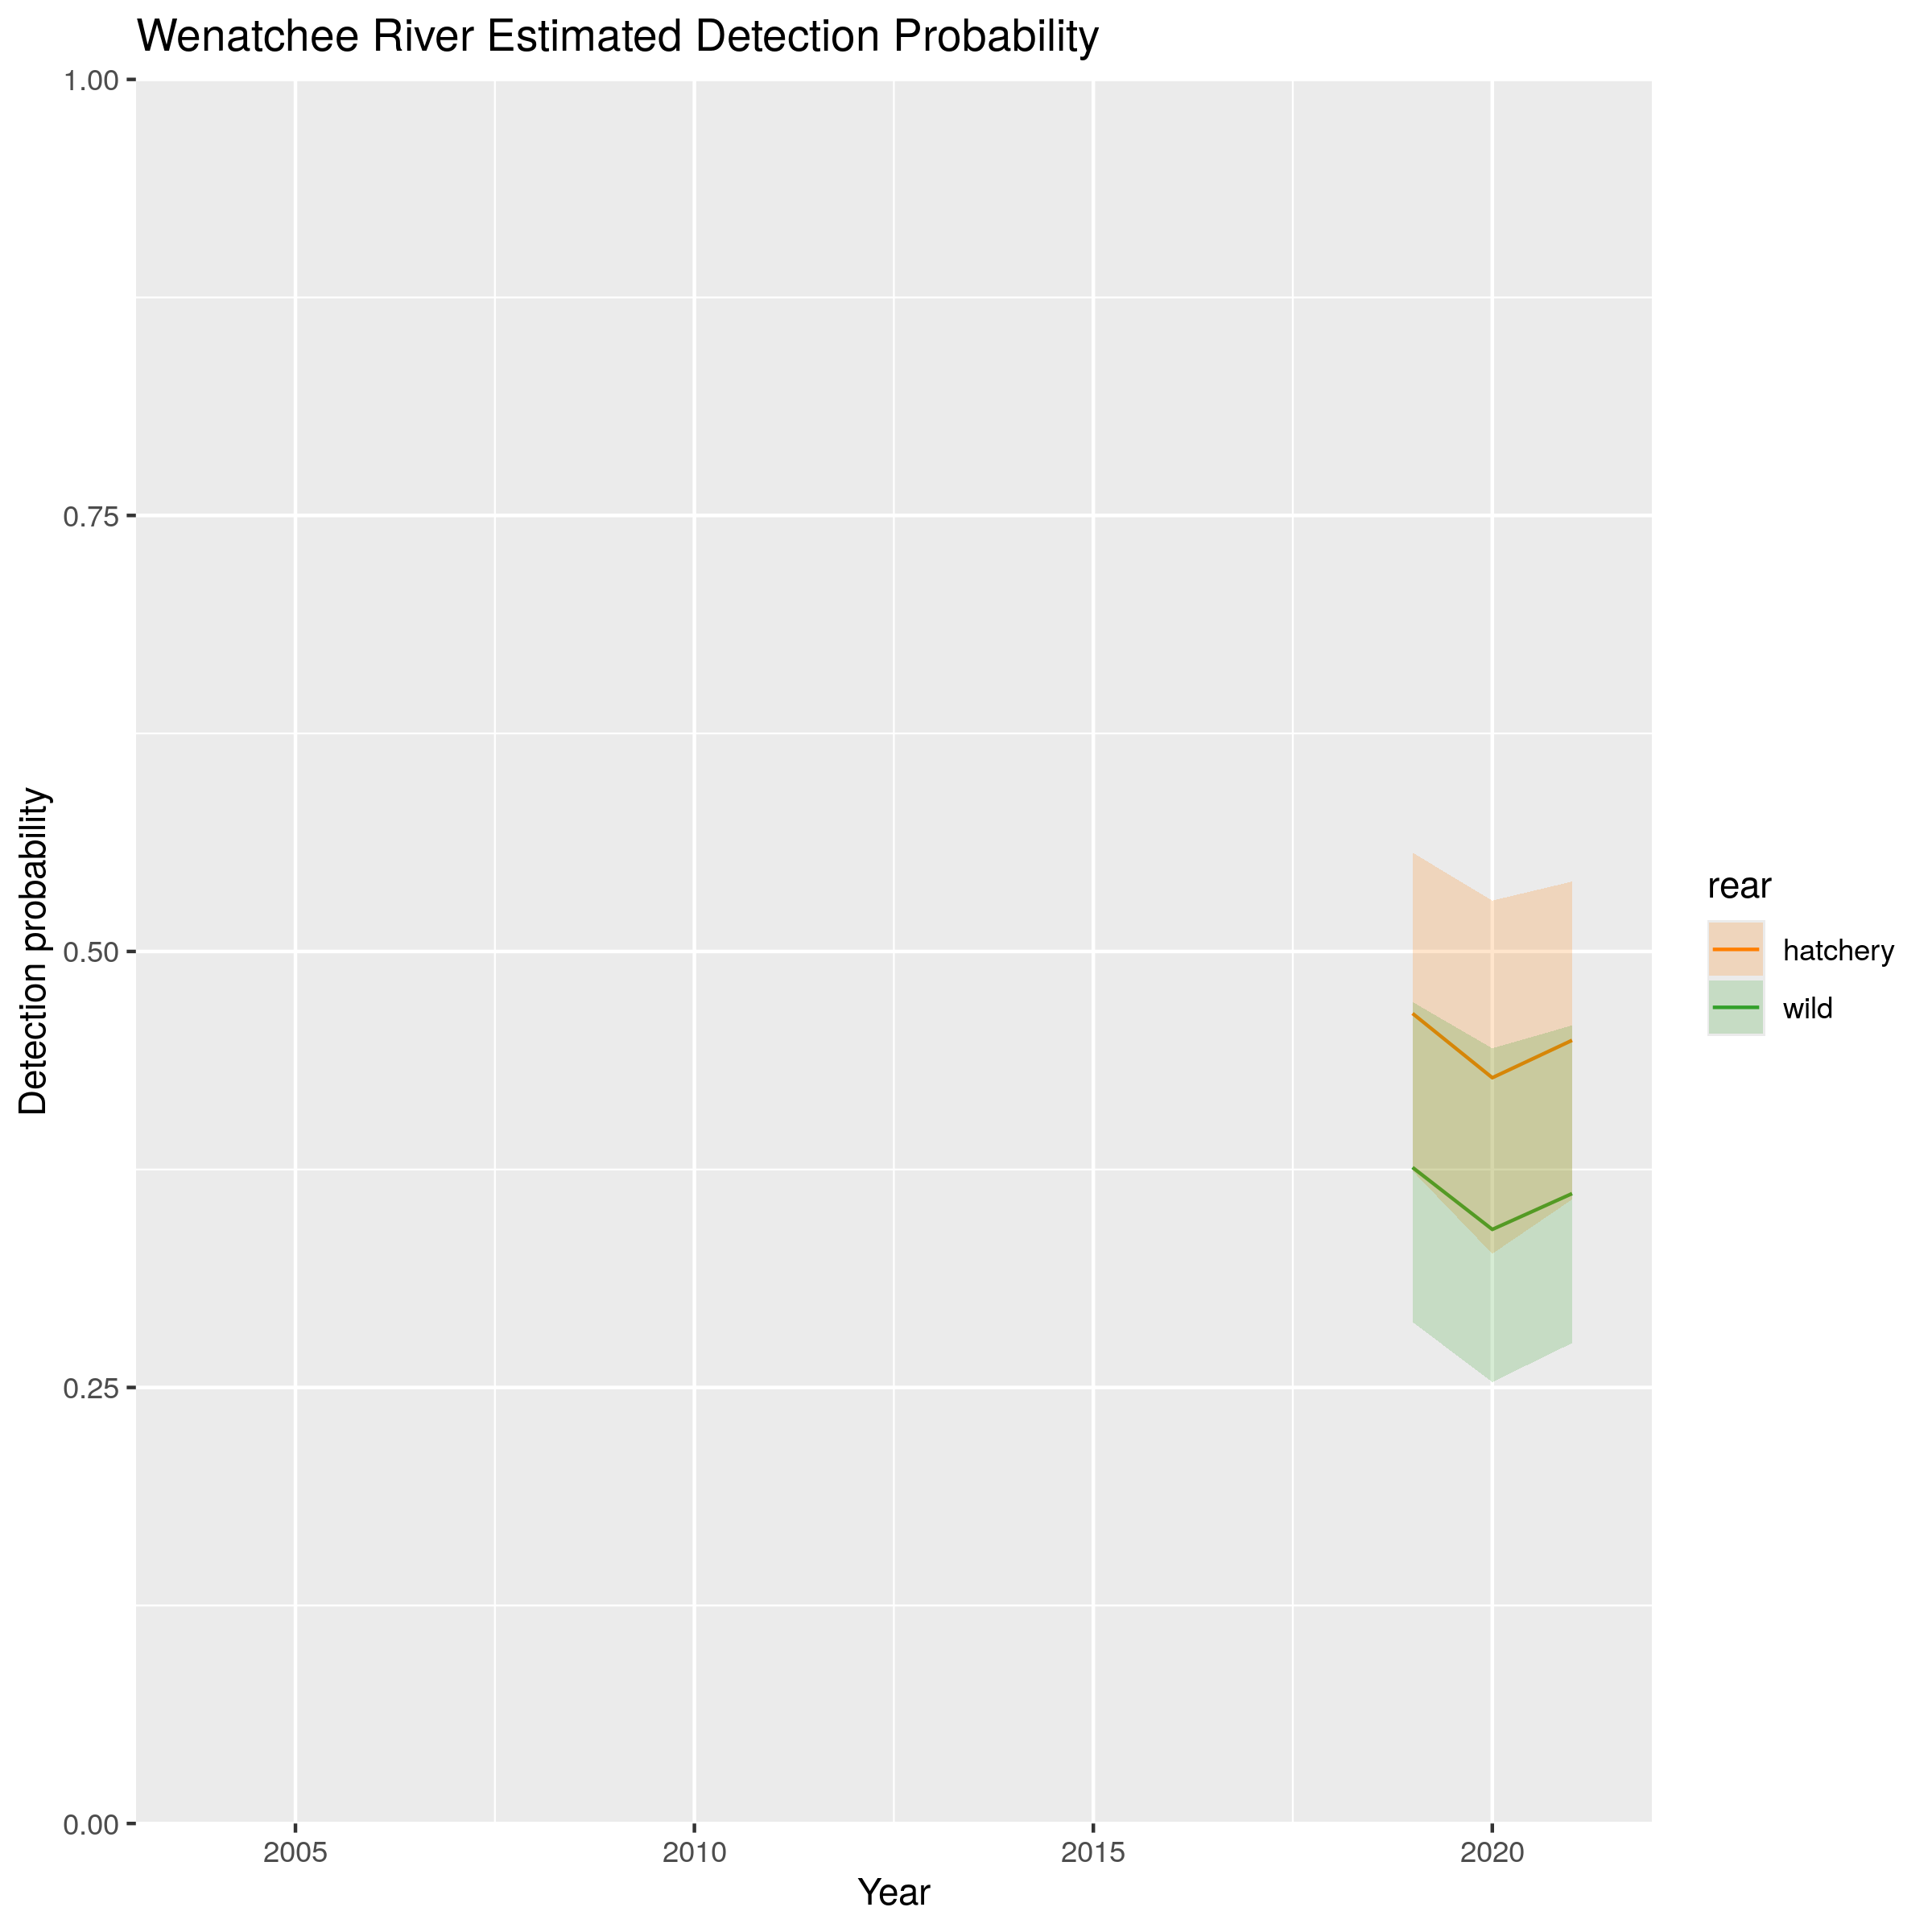 Wenatchee River Estimated Detection Probability
1.00
0.75
0.50
0.25
0.00
Detection probability
2005
2010
2015
2020
Year
rear
hatchery
wild